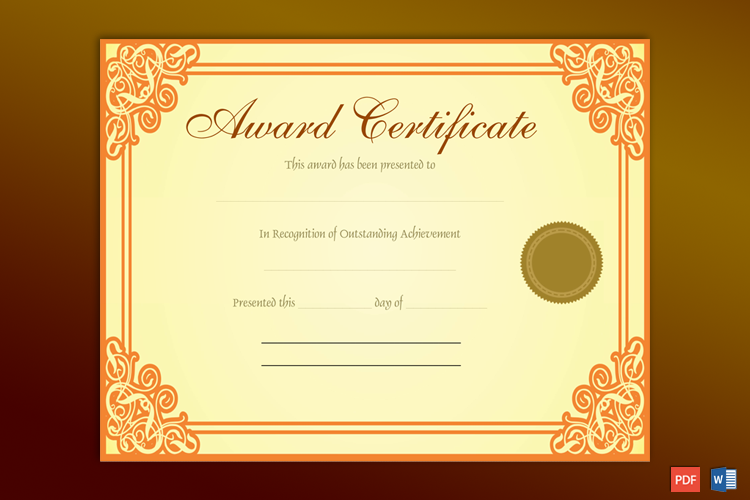 Award Certificate
This award has been presented to
In Recognition of Outstanding Achievement
Presented this day of
PDF
W